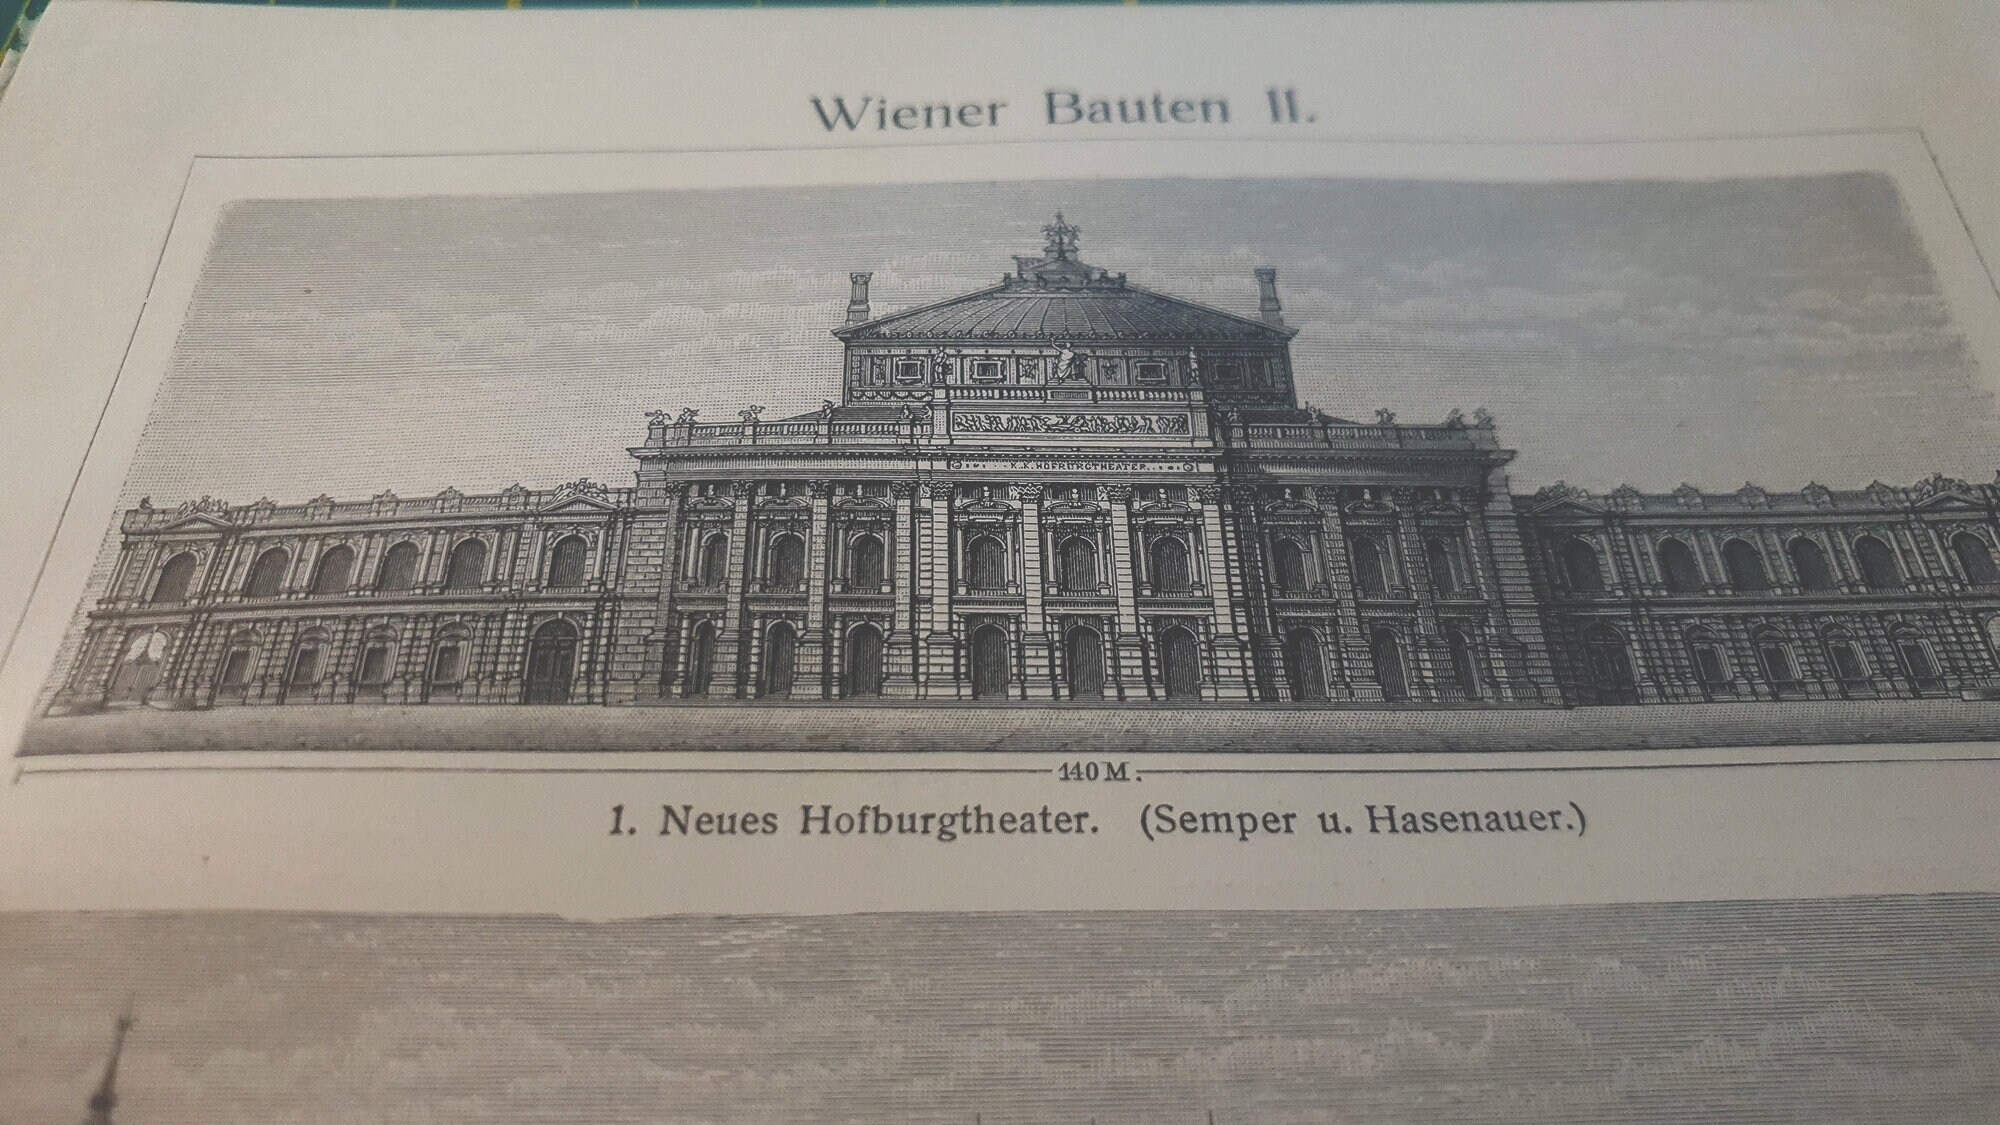 Wiener Bauten II.
K. K. HOFBURGTHEATER
140 M.
1. Neues Hofburgtheater. (Semper u. Hasenauer.)